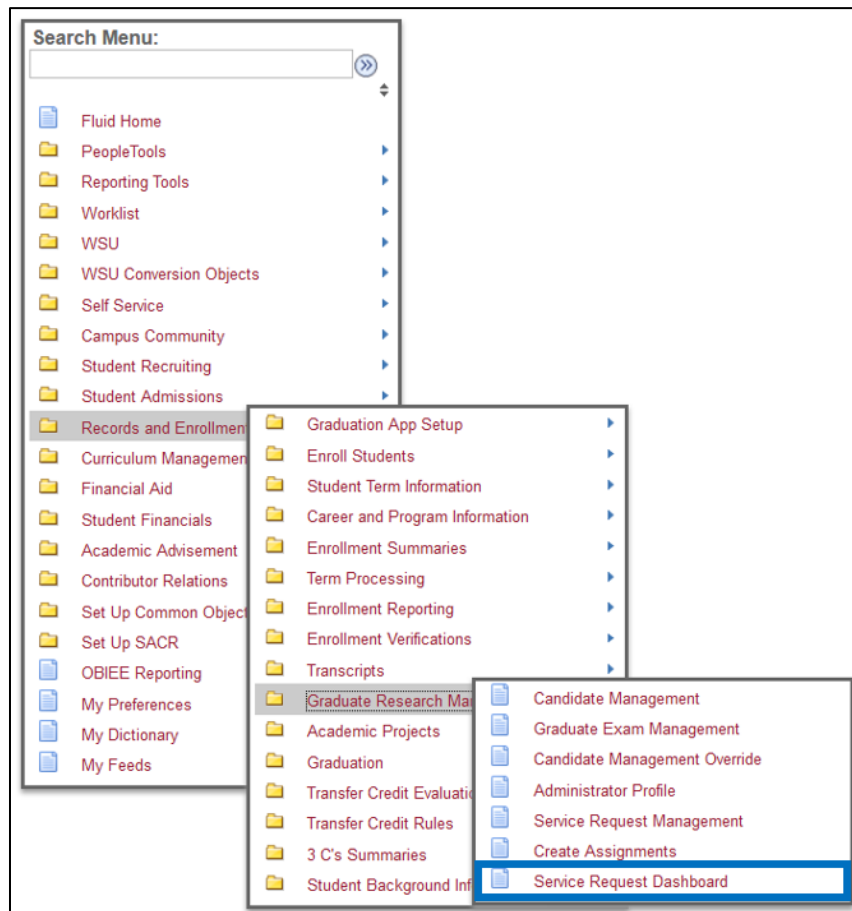 Search Menu:
Fluid Home
PeopleTools
Reporting Tools
Worklist
WSU
WSU Conversion Objects
Self Service
Campus Community
Student Recruiting
Student Admissions
Records and Enrollmen
Curriculum Managemen
Financial Aid
Student Financials
Academic Advisement
Contributor Relations
Set Up Common Object
Set Up SACR
OBIEE Reporting
My Preferences
My Dictionary
My Feeds
Graduation App Setup
Enroll Students
Student Term Information
Career and Program Information
Enrollment Summaries
Term Processing
Enrollment Reporting
Enrollment Verifications
Transcripts
Graduate Research Ma
Academic Projects
Graduation
Transfer Credit Evaluati
Transfer Credit Rules
3 C's Summaries
Student Background Inf
Candidate Management
Graduate Exam Management
Candidate Management Override
Administrator Profile
Service Request Management
Create Assignments
Service Request Dashboard